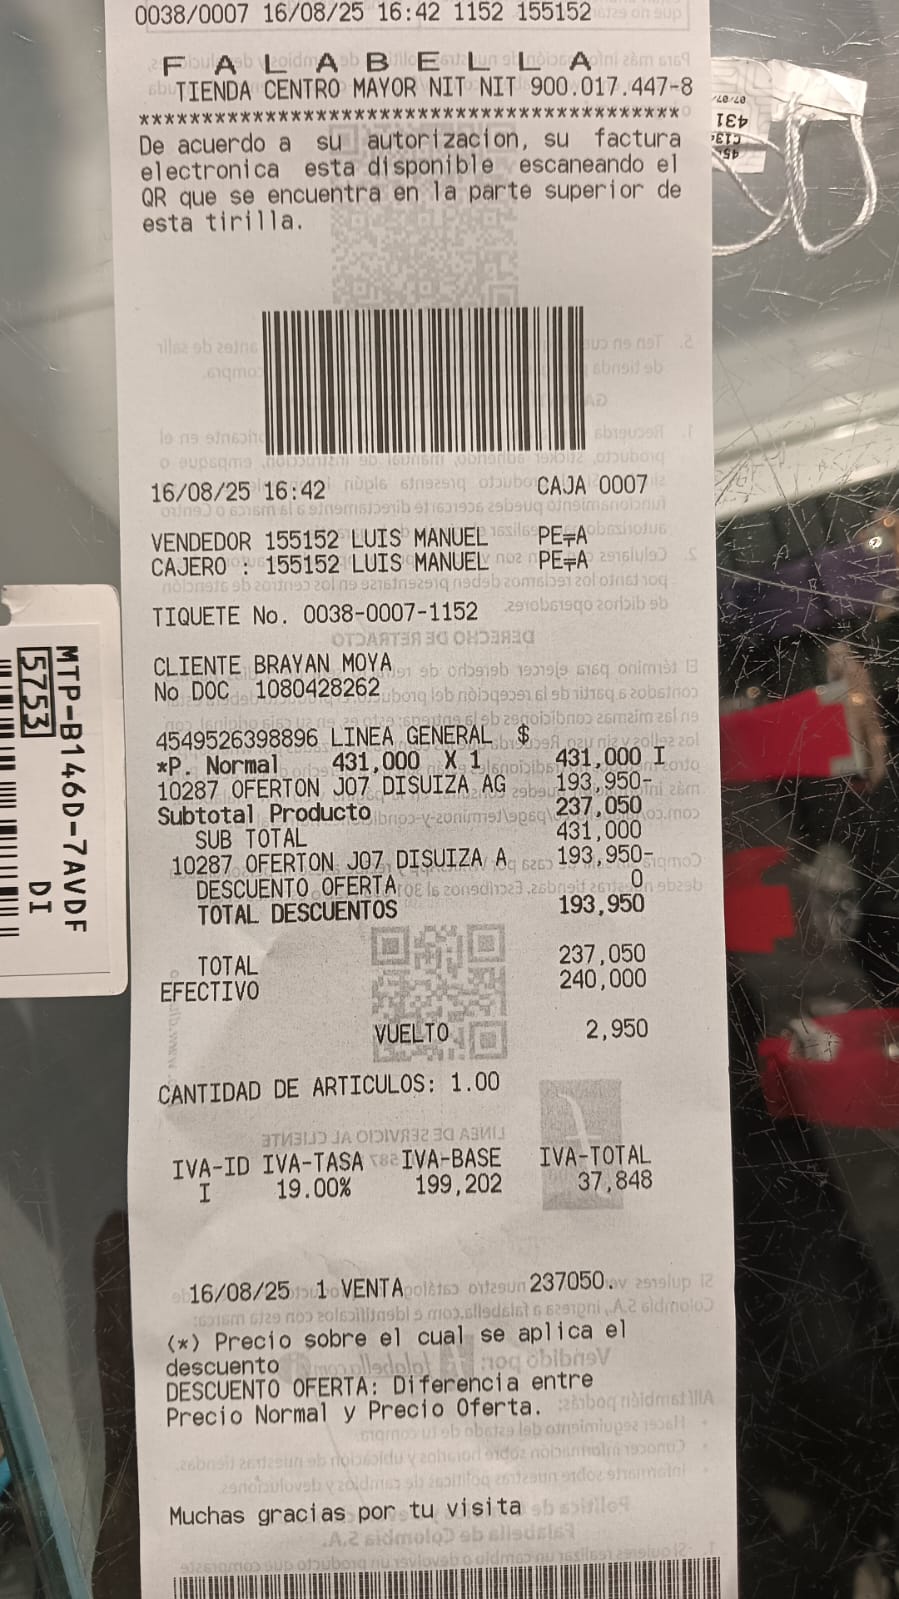 0038/0007 16/08/25 16:42 1152 155152
F A L A B E L L A
TIENDA CENTRO MAYOR NIT NIT 900.017.447-8
*******************************************
De acuerdo a su autorizacion, su factura
electronica esta disponible escaneando el
QR que se encuentra en la parte superior de
esta tirilla.
16/08/25 16:42 CAJA 0007
VENDEDOR 155152 LUIS MANUEL PE╤A
CAJERO : 155152 LUIS MANUEL PE╤A
TIQUETE No. 0038-0007-1152
CLIENTE BRAYAN MOYA
No DOC 1080428262
4549526398896 LINEA GENERAL $
*P. Normal 431,000 X 1 431,000 I
10287 OFERTON JO7 DISUIZA AG 193,950-
Subtotal Producto 237,050
SUB TOTAL 431,000
10287 OFERTON JO7 DISUIZA A 193,950-
DESCUENTO OFERTA 0
TOTAL DESCUENTOS 193,950
TOTAL 237,050
EFECTIVO 240,000
VUELTO 2,950
CANTIDAD DE ARTICULOS: 1.00
IVA-ID IVA-TASA IVA-BASE IVA-TOTAL
I 19.00% 199,202 37,848
16/08/25 1 VENTA 237050.
(*) Precio sobre el cual se aplica el
descuento
DESCUENTO OFERTA: Diferencia entre
Precio Normal y Precio Oferta.
Muchas gracias por tu visita
MTP-B146D-7AVDF
5753 DI
431